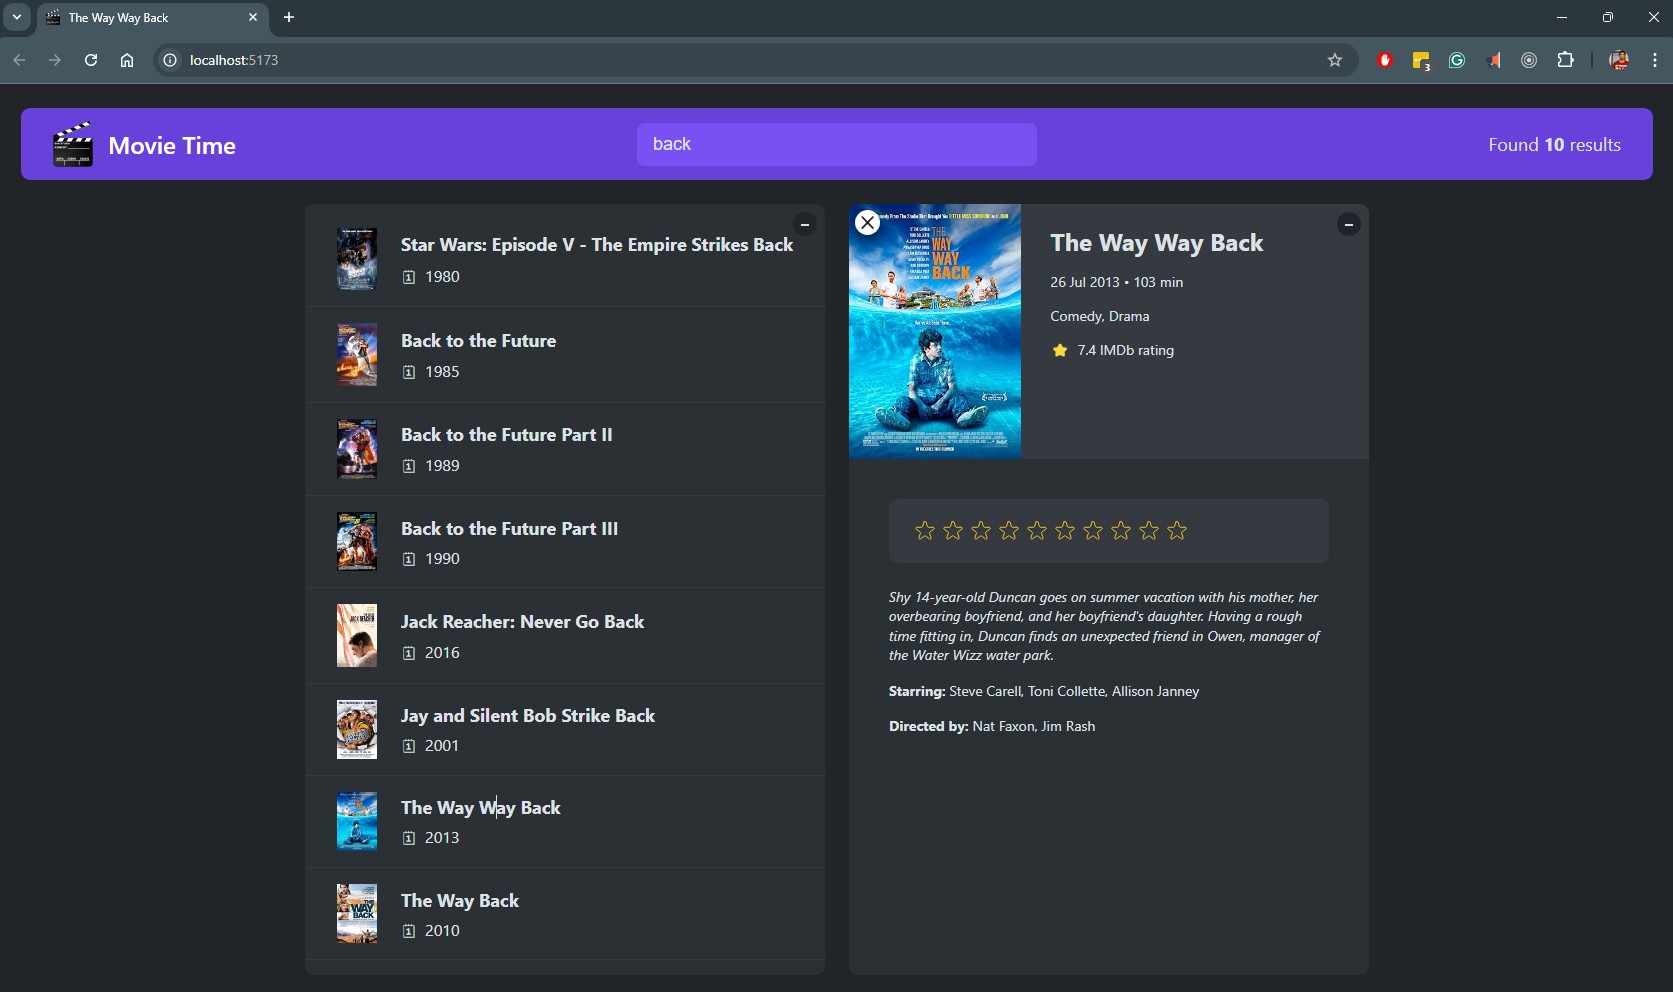 The Way Way Back
localhost:5173
3
Movie Time
back
Found 10 results
Star Wars: Episode V - The Empire Strikes Back
1980
Back to the Future
1985
Back to the Future Part II
1989
Back to the Future Part III
1990
Jack Reacher: Never Go Back
2016
Jay and Silent Bob Strike Back
2001
The Way Way Back
2013
The Way Back
2010
THE
WAY
WAY
BACK
The Way Way Back
26 Jul 2013 • 103 min
Comedy, Drama
7.4 IMDb rating
Shy 14-year-old Duncan goes on summer vacation with his mother, her
overbearing boyfriend, and her boyfriend's daughter. Having a rough
time fitting in, Duncan finds an unexpected friend in Owen, manager of
the Water Wizz water park.
Starring: Steve Carell, Toni Collette, Allison Janney
Directed by: Nat Faxon, Jim Rash